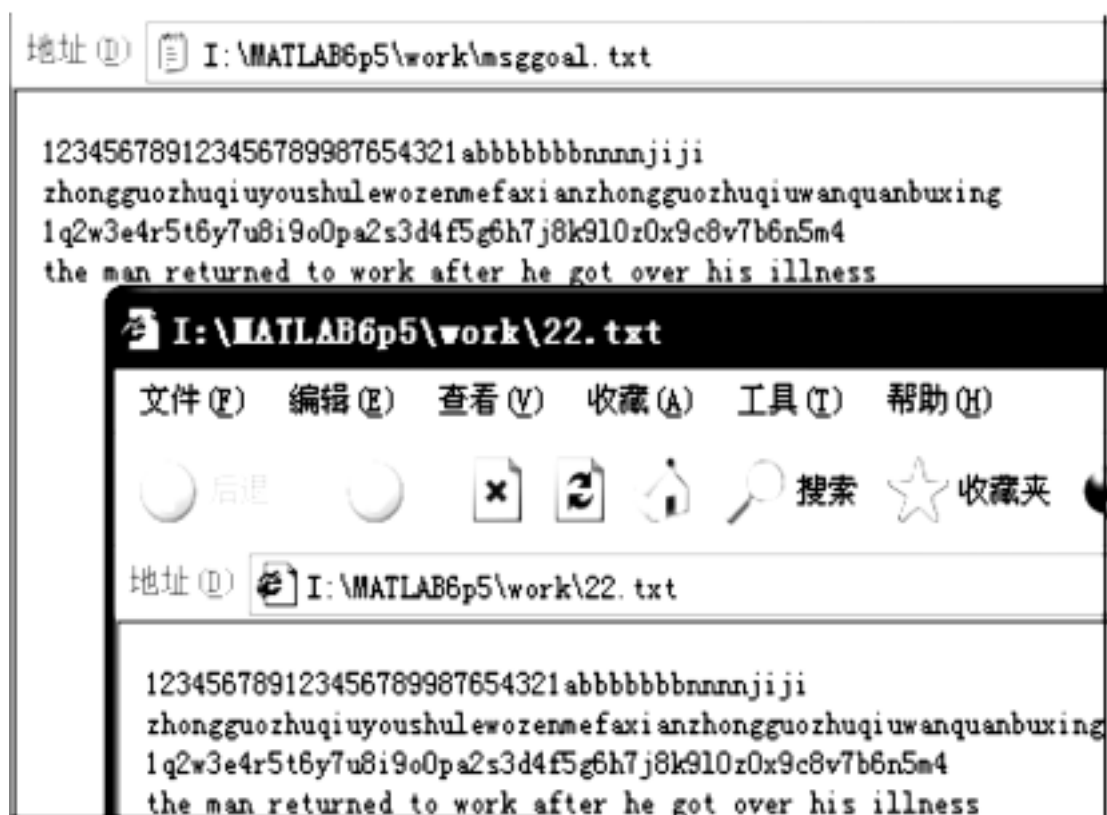 地址(D) I:\MATLAB6p5\work\msggoal.txt
123456789123456789987654321abbbbbbbnnnnjiji
zhongguozhuqiuyoushulewozenmefaxianzhongguozhuqiuwanquanbuxing
1q2w3e4r5t6y7u8i9o0pa2s3d4f5g6h7j8k9l0z0x9c8v7b6n5m4
the man returned to work after he got over his illness
I:\MATLAB6p5\work\22.txt
文件(F) 编辑(E) 查看(V) 收藏(A) 工具(T) 帮助(H)
后退 搜索 收藏夹
地址(D) I:\MATLAB6p5\work\22.txt
123456789123456789987654321abbbbbbbnnnnjiji
zhongguozhuqiuyoushulewozenmefaxianzhongguozhuqiuwanquanbuxing
1q2w3e4r5t6y7u8i9o0pa2s3d4f5g6h7j8k9l0z0x9c8v7b6n5m4
the man returned to work after he got over his illness